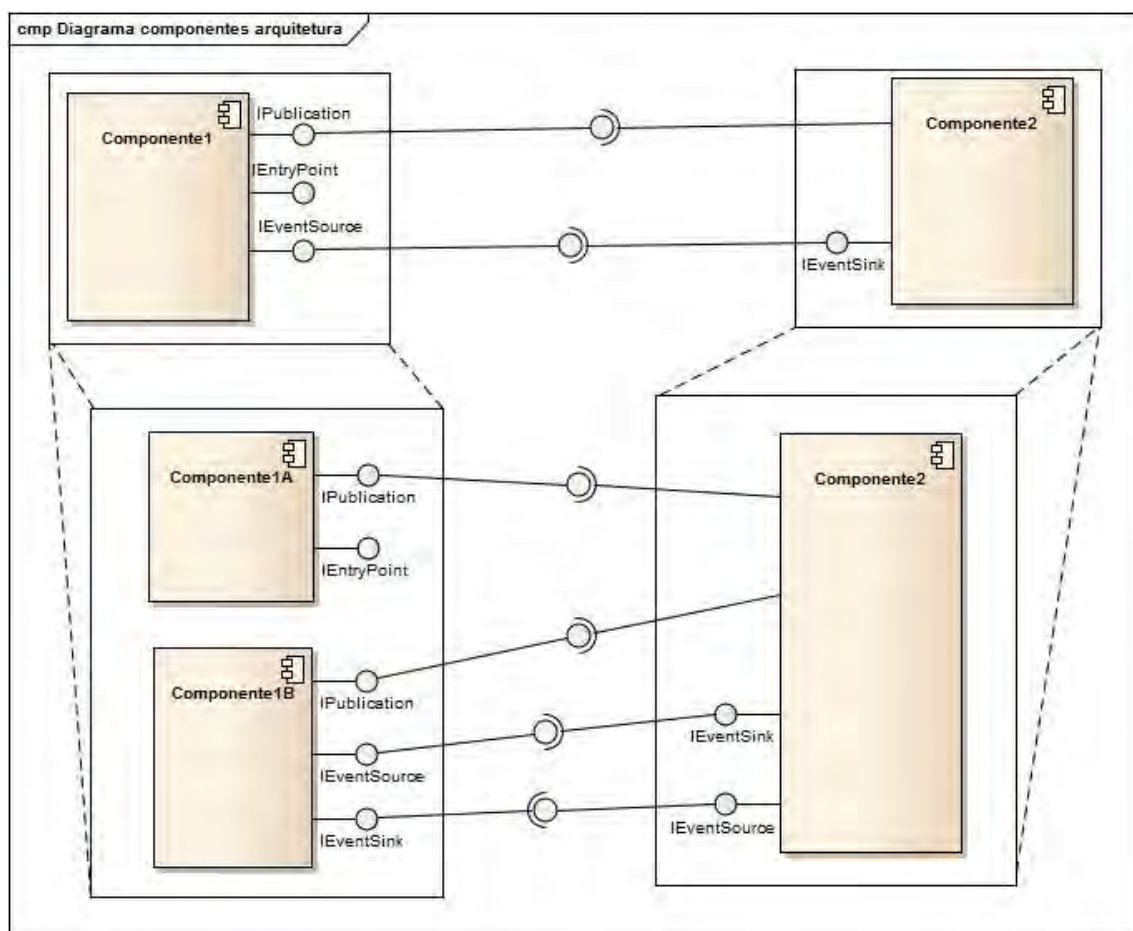 cmp Diagrama componentes arquitetura
Componente1
IPublication
IEntryPoint
IEventSource
Componente2
IEventSink
Componente1A
IPublication
IEntryPoint
Componente2
Componente1B
IPublication
IEventSource
IEventSink
IEventSink
IEventSource